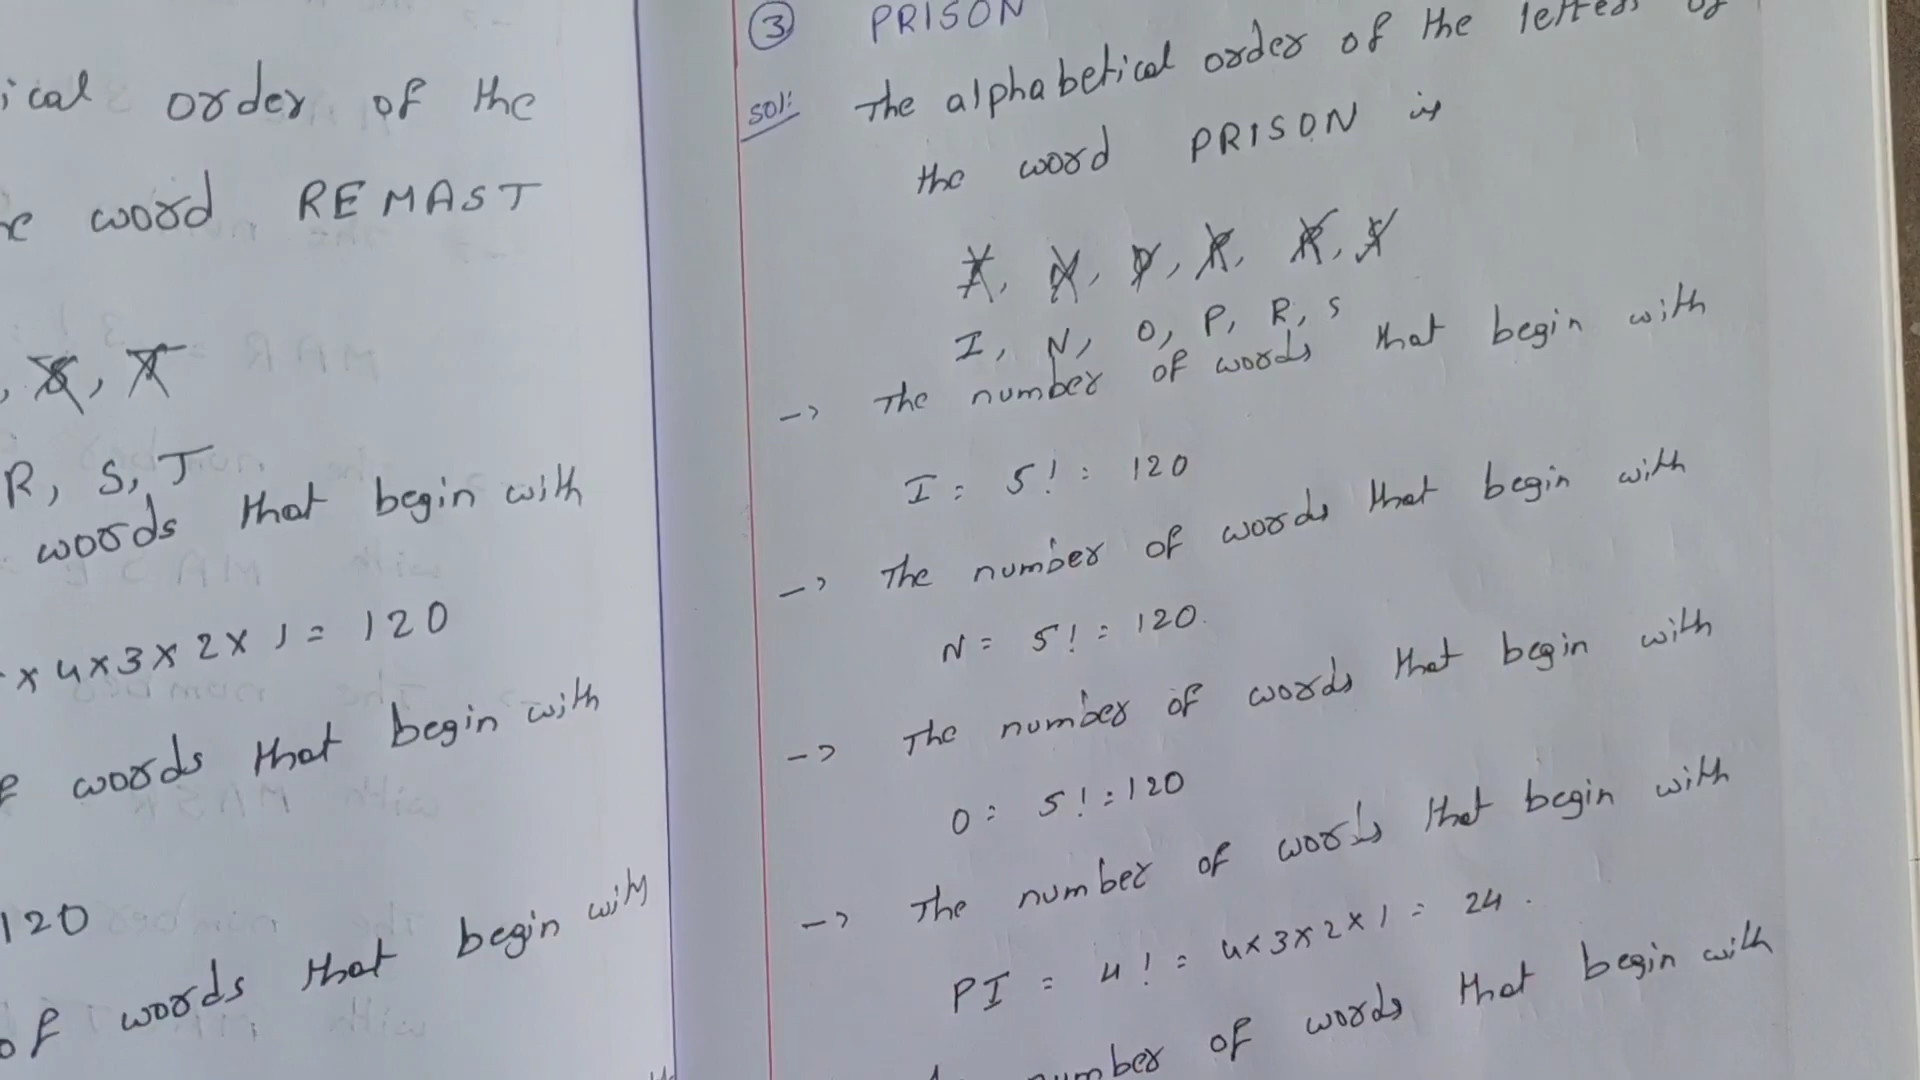 ical order of the
word REMAST
R, S, T
words that begin with
x 4 x 3 x 2 x 1 = 120
words that begin with
120
of words that begin with
③ PRISON
Sol: The alphabetical order of the letters of
the word PRISON is
I, N, O, P, R, S
I, N, O, P, R, S
-> The number of words that begin with
I = 5! = 120
-> The number of words that begin with
N = 5! = 120.
-> The number of words that begin with
O = 5! = 120
-> The number of words that begin with
PI = 4! = 4x3x2x1 = 24.
number of words that begin with